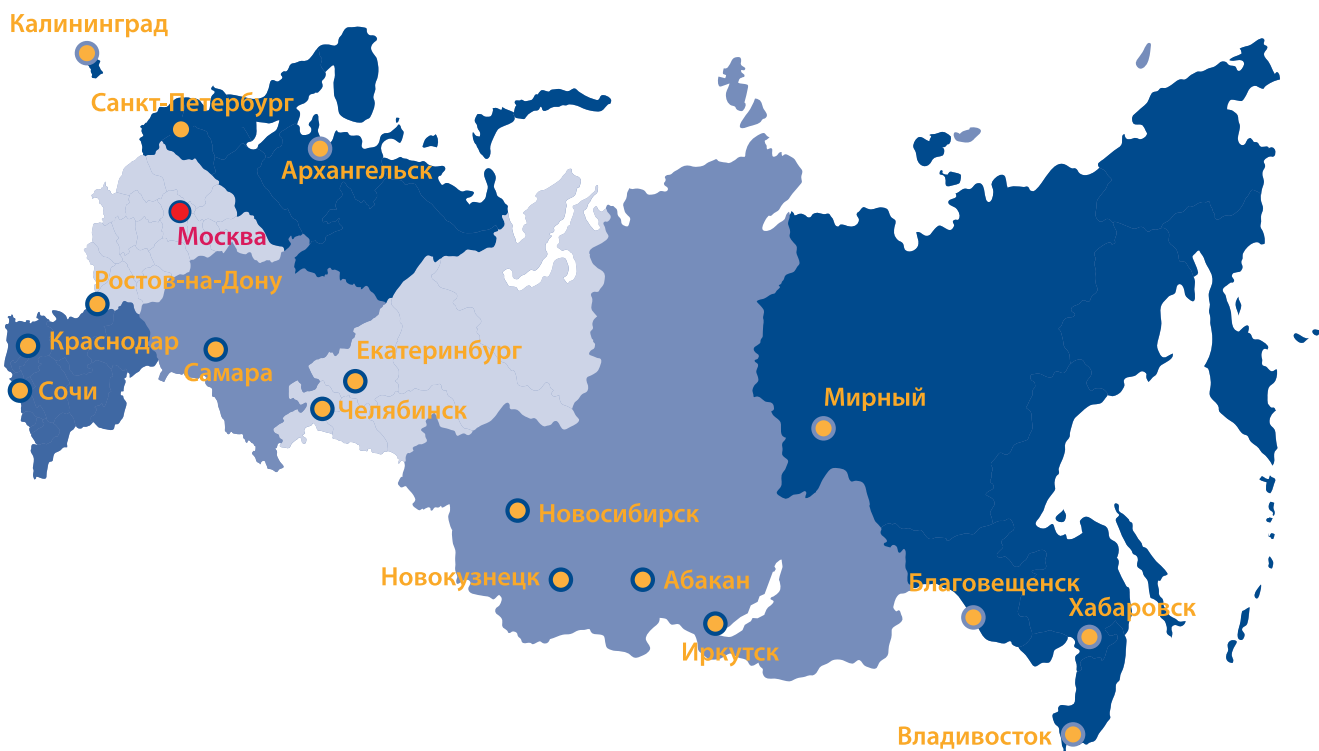 Калининград
Санкт-Петербург
Архангельск
Москва
Ростов-на-Дону
Краснодар
Екатеринбург
Самара
Сочи
Челябинск
Мирный
Новосибирск
Новокузнецк
Абакан
Благовещенск
Хабаровск
Иркутск
Владивосток